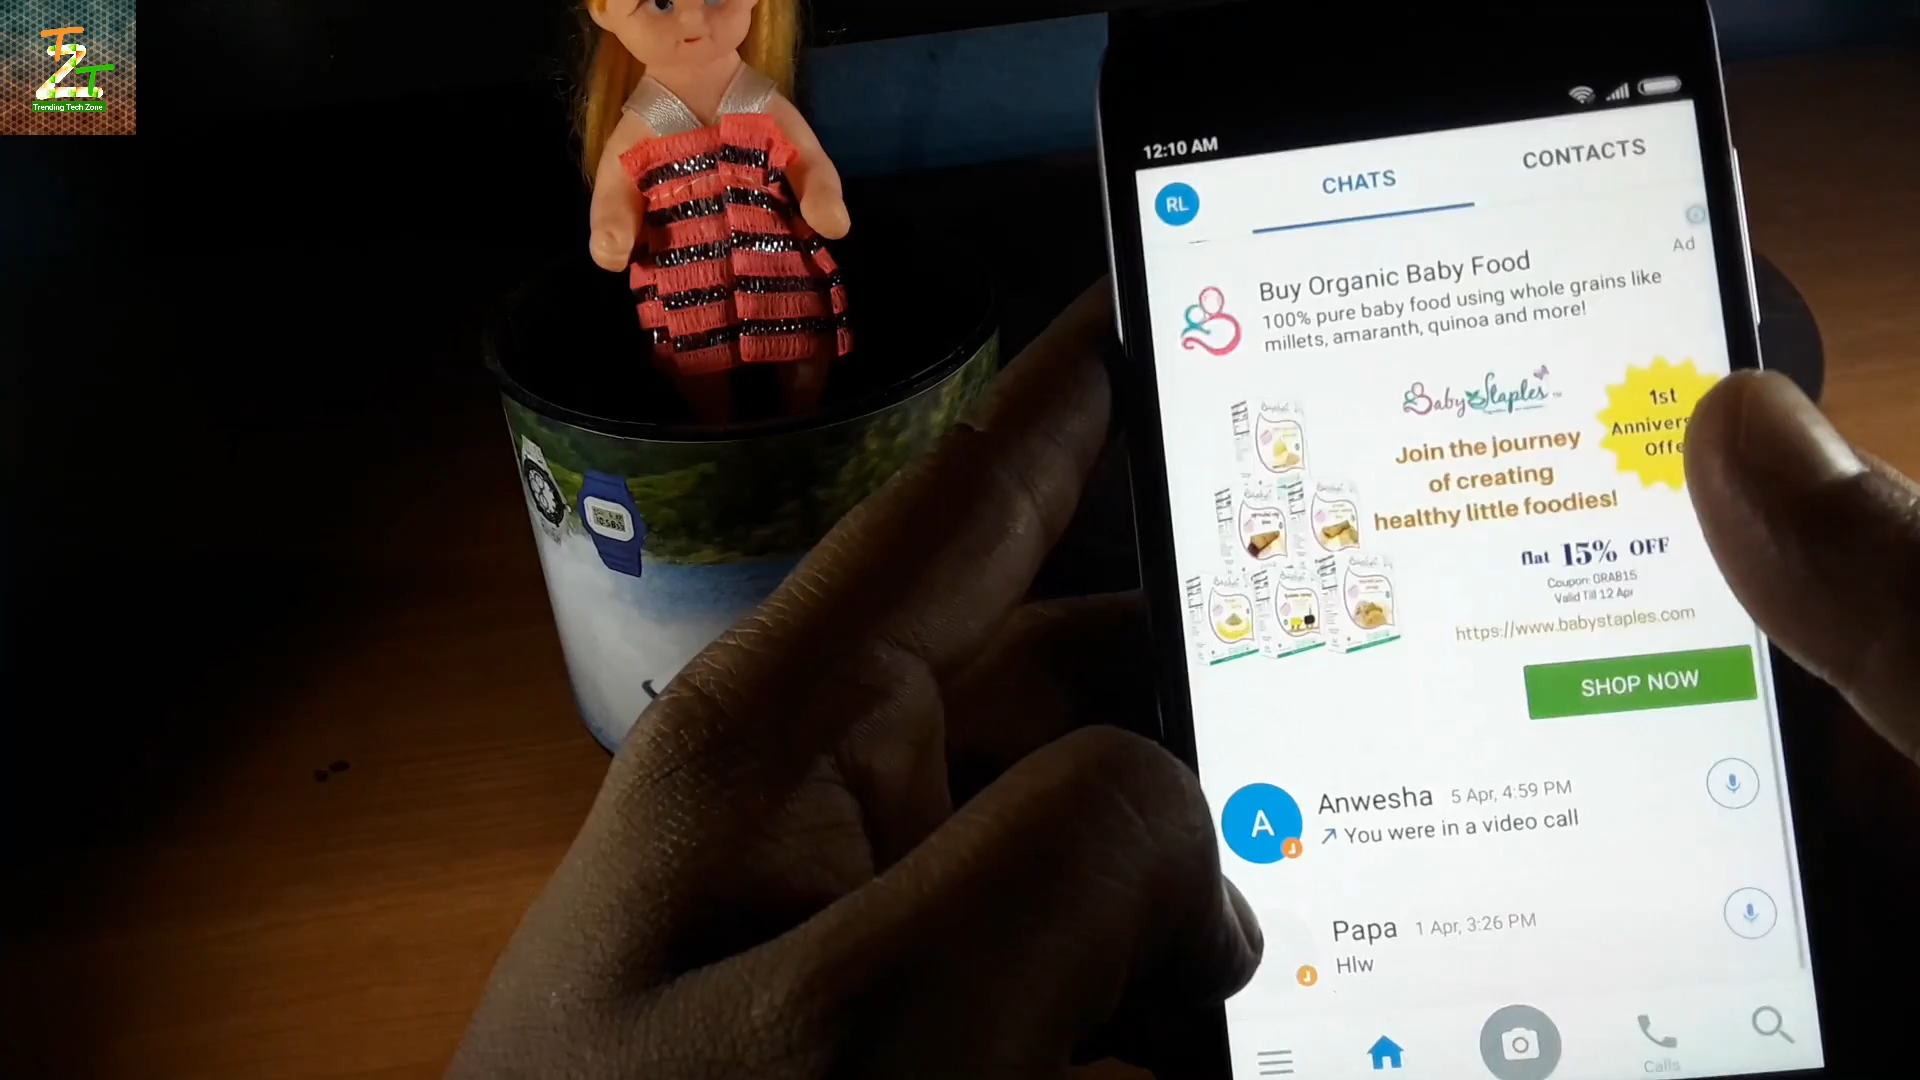 TZT
Trending Tech Zone
12:10 AM
RL
CHATS
CONTACTS
Ad
Buy Organic Baby Food
100% pure baby food using whole grains like
millets, amaranth, quinoa and more!
BabyStaples
1st
Join the journey
of creating
healthy little foodies!
flat 15% OFF
Coupon: GRAB15
Valid Till 12 Apr
https://www.babystaples.com
SHOP NOW
A
Anwesha 5 Apr, 4:59 PM
You were in a video call
Papa 1 Apr, 3:26 PM
Hlw
Calls